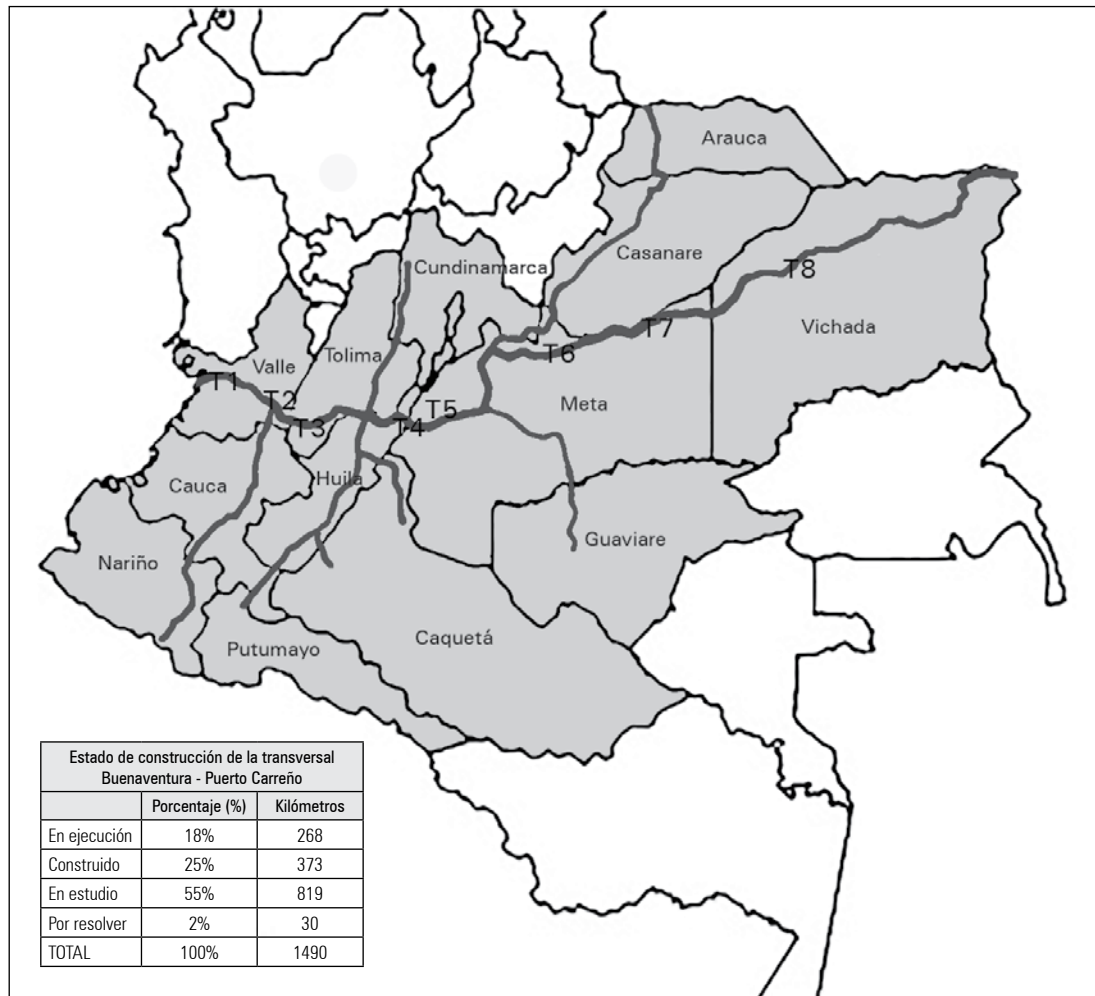 Arauca
Cundinamarca
Casanare
T8
Valle
Tolima
T7
Vichada
T1
T6
T2
T5
Meta
T3
T4
Cauca
Huila
Guaviare
Nariño
Caquetá
Putumayo
Estado de construcción de la transversal
Buenaventura - Puerto Carreño
Porcentaje (%) Kilómetros
En ejecución 18% 268
Construido 25% 373
En estudio 55% 819
Por resolver 2% 30
TOTAL 100% 1490